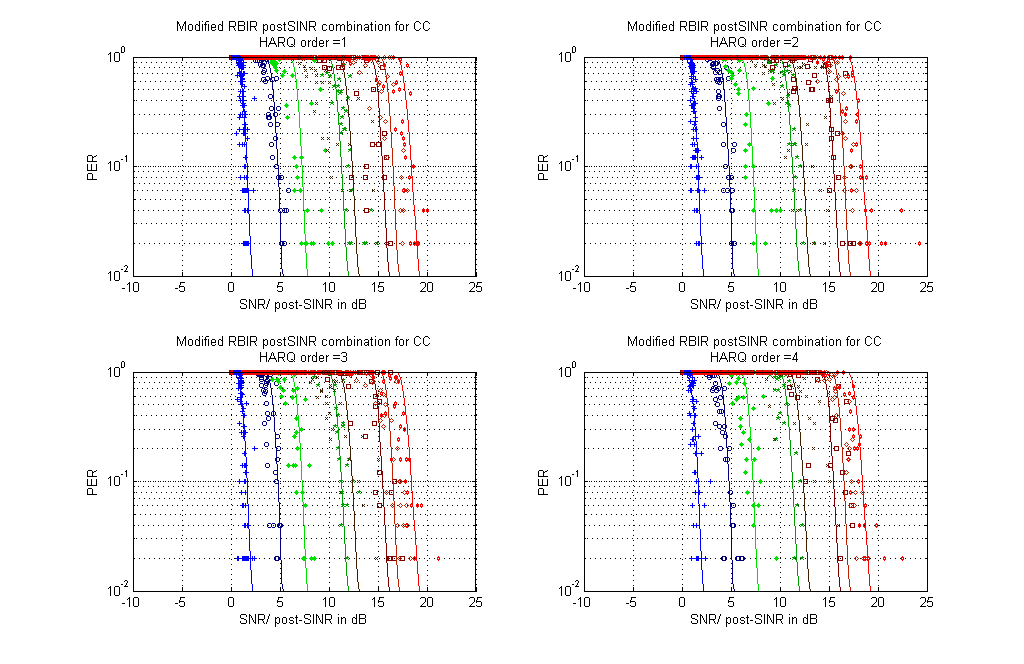 Modified RBIR postSINR combination for CC
HARQ order =1
10^0
10^-1
10^-2
PER
-10 -5 0 5 10 15 20 25
SNR/ post-SINR in dB
Modified RBIR postSINR combination for CC
HARQ order =2
10^0
10^-1
10^-2
PER
-10 -5 0 5 10 15 20 25
SNR/ post-SINR in dB
Modified RBIR postSINR combination for CC
HARQ order =3
10^0
10^-1
10^-2
PER
-10 -5 0 5 10 15 20 25
SNR/ post-SINR in dB
Modified RBIR postSINR combination for CC
HARQ order =4
10^0
10^-1
10^-2
PER
-10 -5 0 5 10 15 20 25
SNR/ post-SINR in dB